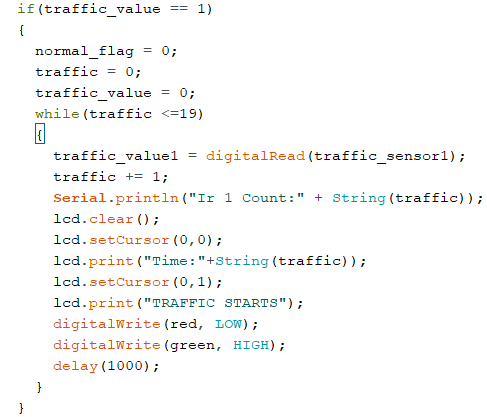 if(traffic_value == 1)
{
normal_flag = 0;
traffic = 0;
traffic_value = 0;
while(traffic <=19)
{
traffic_value1 = digitalRead(traffic_sensor1);
traffic += 1;
Serial.println("Ir 1 Count:" + String(traffic));
lcd.clear();
lcd.setCursor(0,0);
lcd.print("Time:"+String(traffic));
lcd.setCursor(0,1);
lcd.print("TRAFFIC STARTS");
digitalWrite(red, LOW);
digitalWrite(green, HIGH);
delay(1000);
}
}